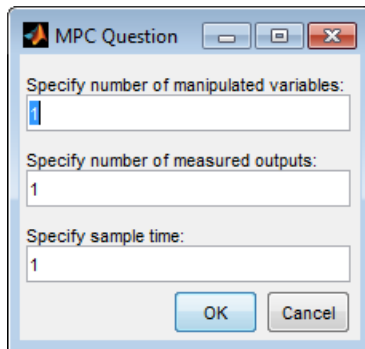 MPC Question
Specify number of manipulated variables:
1
Specify number of measured outputs:
1
Specify sample time:
1
OK Cancel